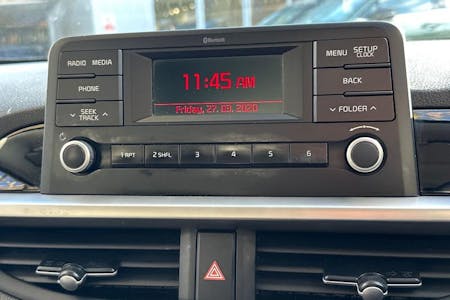 Bluetooth
RADIO MEDIA
MENU SETUP
CLOCK
11:45 AM
PHONE
BACK
Friday, 27. 03. 2020
SEEK
TRACK
FOLDER
1 RPT 2 SHFL 3 4 5 6